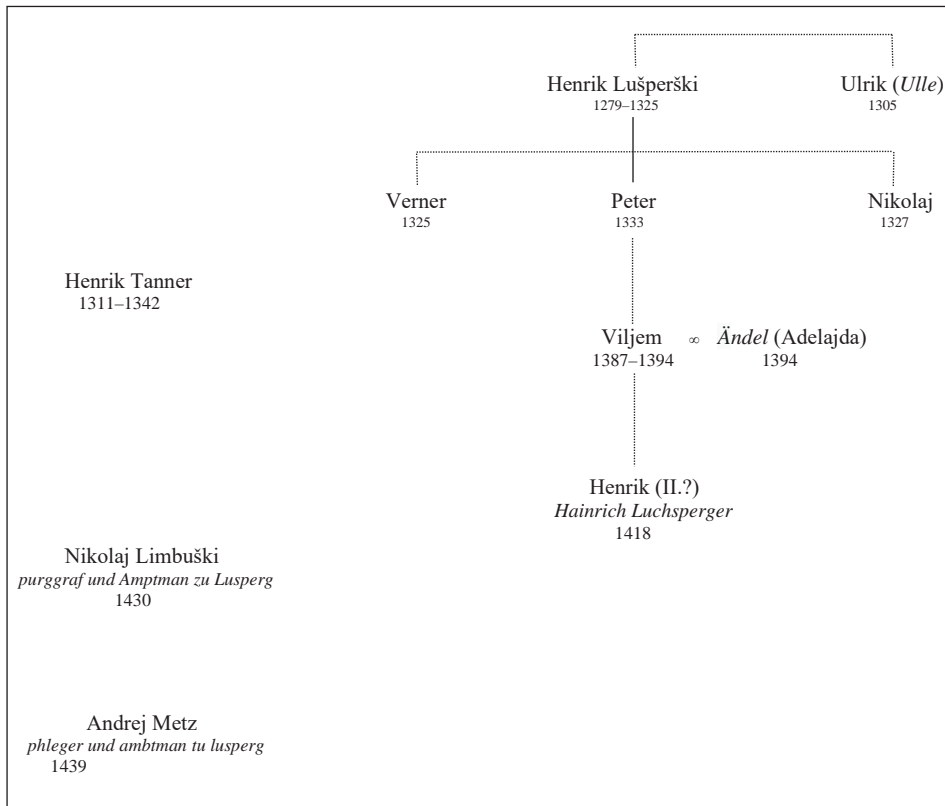 Henrik Lušperški
1279–1325
Ulrik (Ulle)
1305
Verner
1325
Peter
1333
Nikolaj
1327
Henrik Tanner
1311–1342
Viljem ∞ Ändel (Adelajda)
1387–1394 1394
Henrik (II.?)
Hainrich Luchsperger
1418
Nikolaj Limbuški
purggraf und Amptman zu Lusperg
1430
Andrej Metz
phleger und ambtman tu lusperg
1439